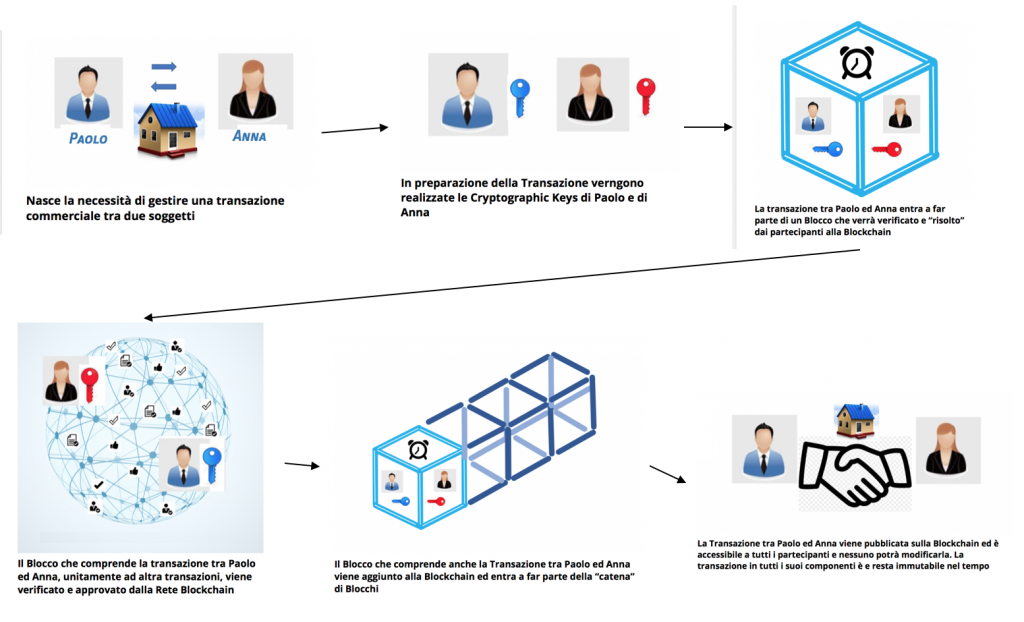 PAOLO
ANNA
Nasce la necessità di gestire una transazione
commerciale tra due soggetti
In preparazione della Transazione verngono
realizzate le Cryptographic Keys di Paolo e di
Anna
La transazione tra Paolo ed Anna entra a far
parte di un Blocco che verrà verificato e “risolto”
dai partecipanti alla Blockchain
Il Blocco che comprende la transazione tra Paolo
ed Anna, unitamente ad altra transazioni, viene
verificato e approvato dalla Rete Blockchain
Il Blocco che comprende anche la Transazione tra Paolo ed Anna
viene aggiunto alla Blockchain ed entra a far parte della “catena”
di Blocchi
La Transazione tra Paolo ed Anna viene pubblicata sulla Blockchain ed è
accessibile a tutti i partecipanti e nessuno potrà modificarla. La
transazione in tutti i suoi componenti è e resta immutabile nel tempo